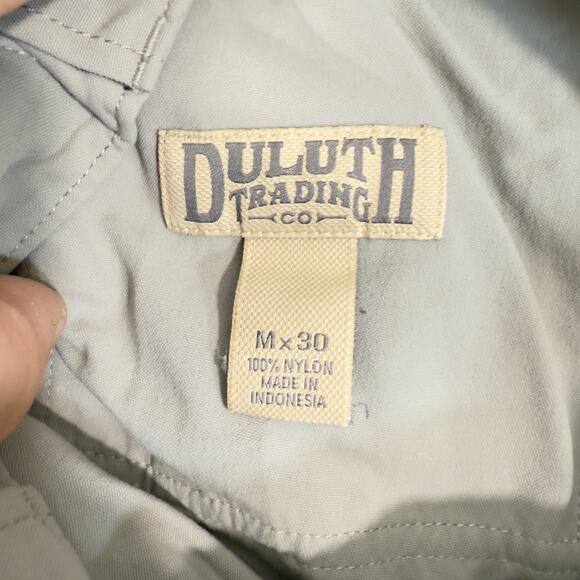 DULUTH
TRADING
CO
M x 30
100% NYLON
MADE IN
INDONESIA